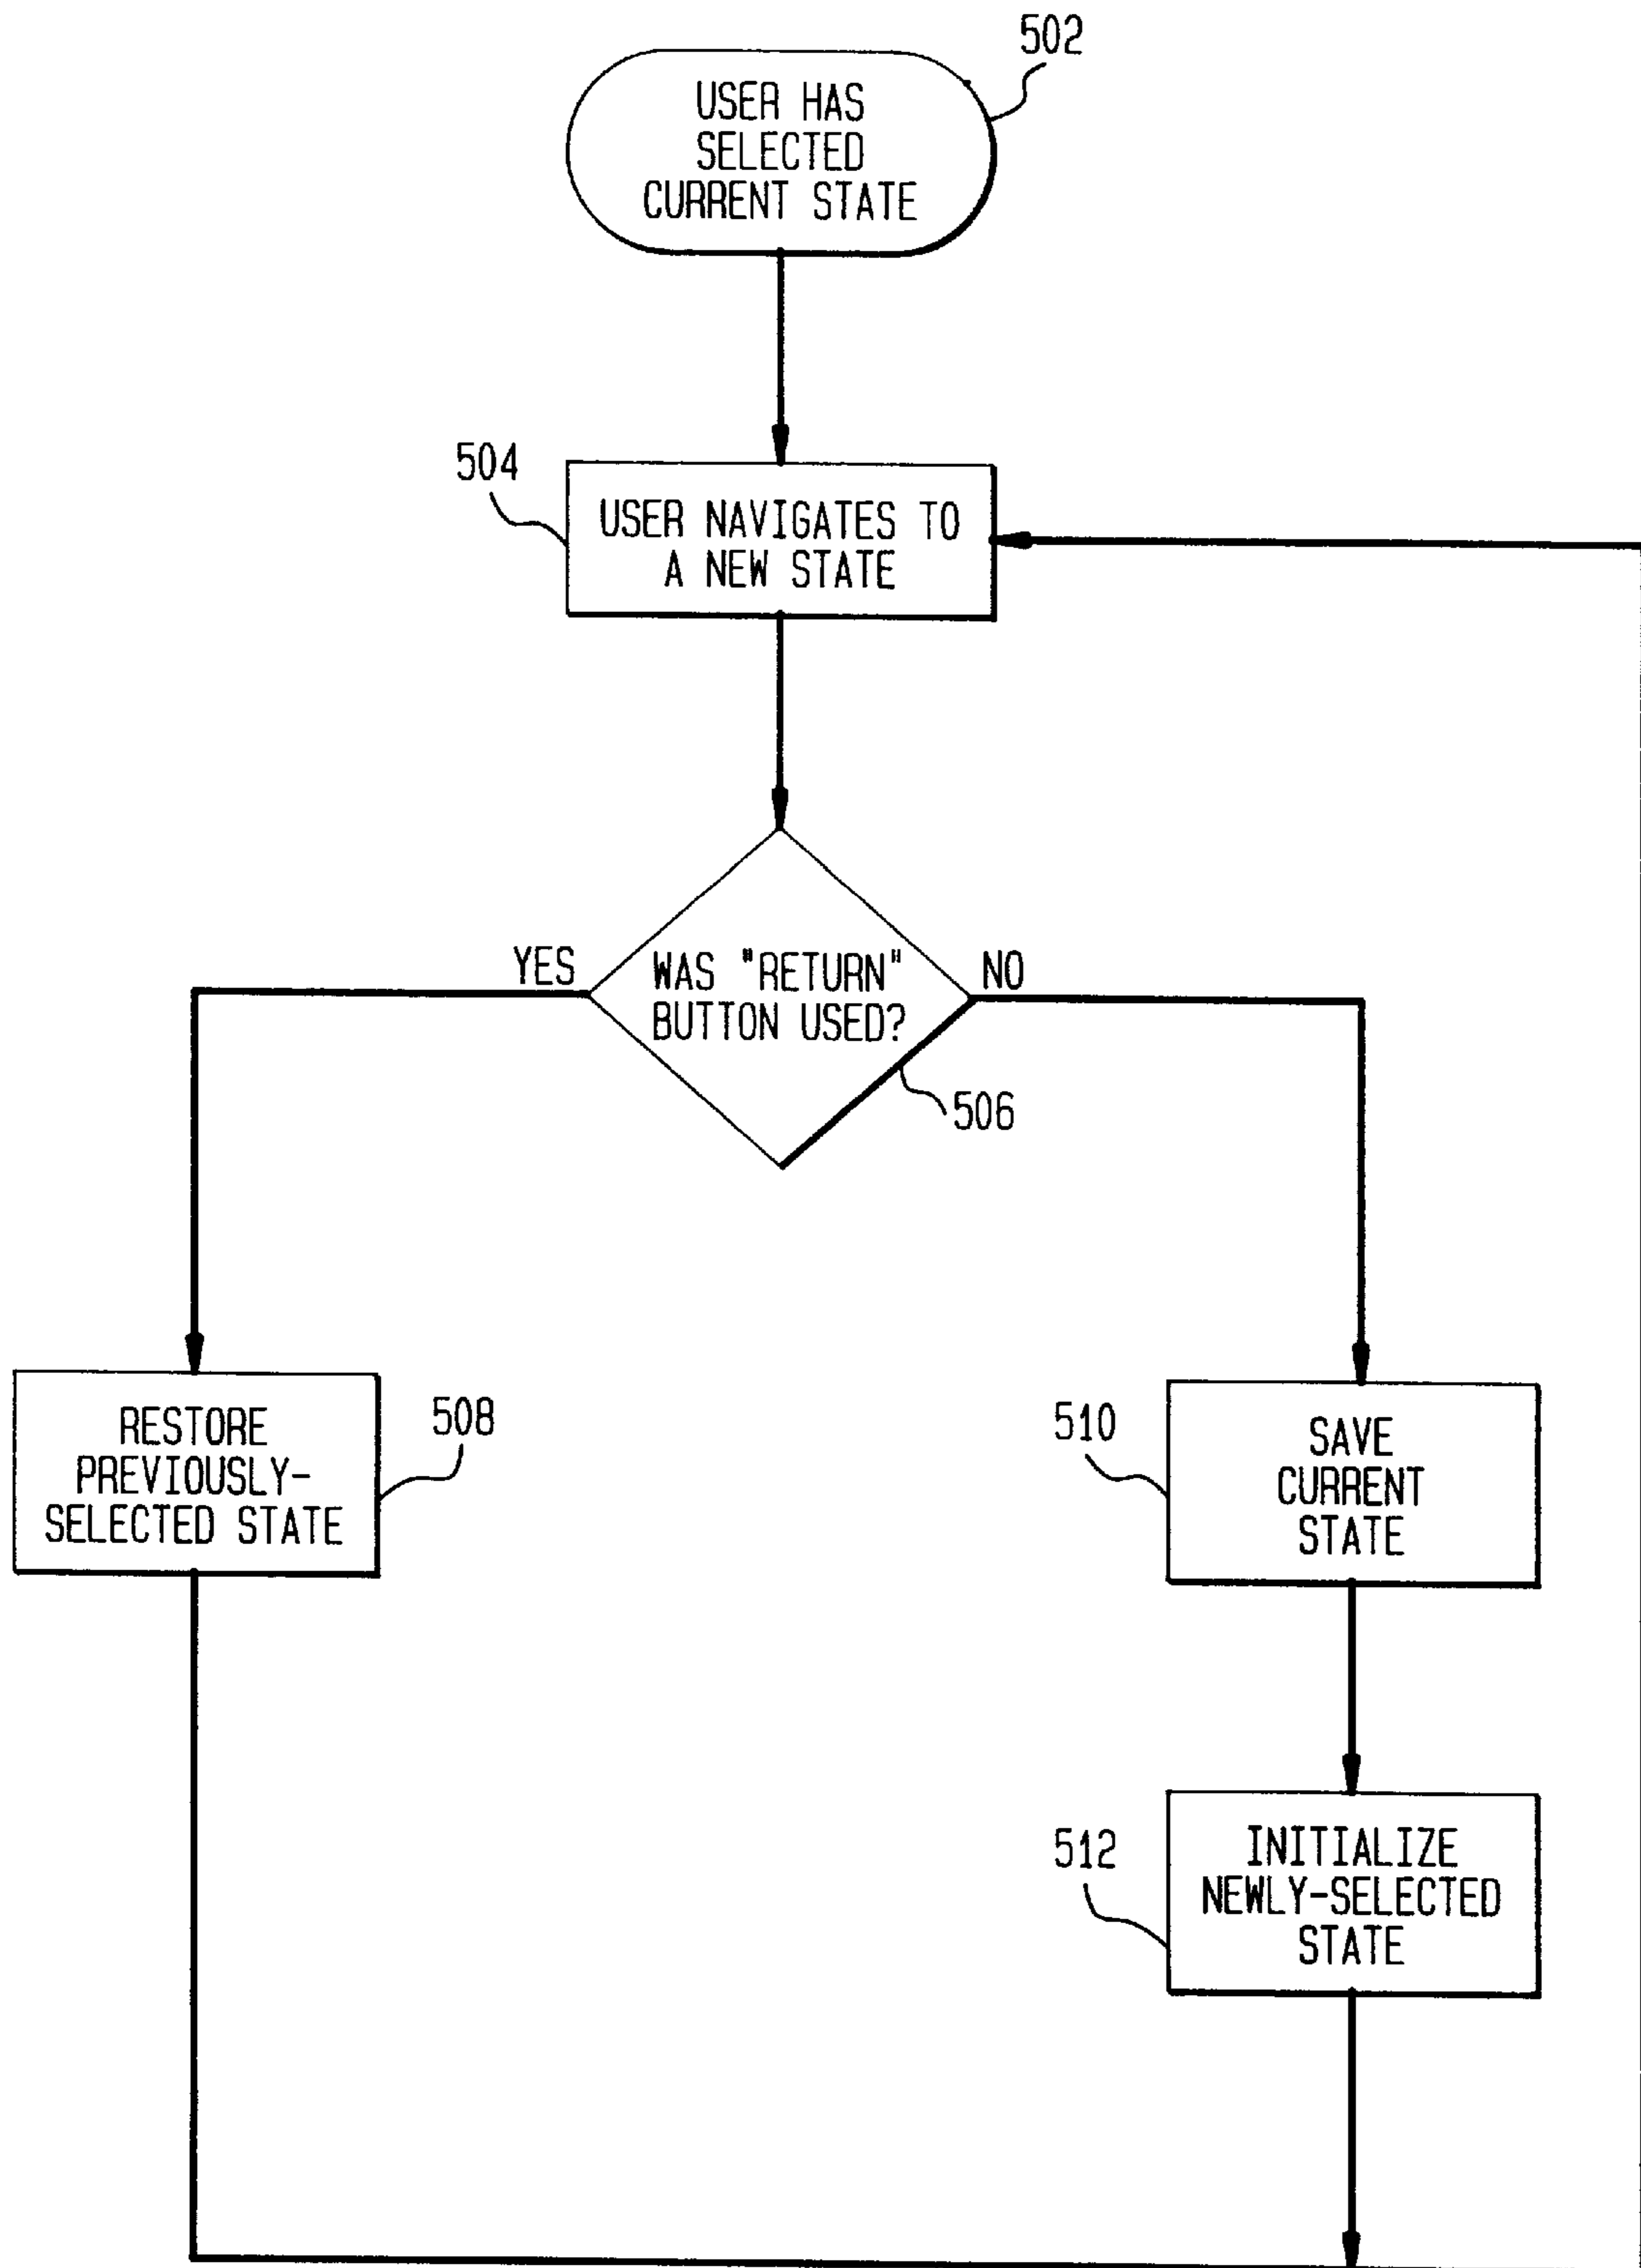 502
USER HAS
SELECTED
CURRENT STATE
504
USER NAVIGATES TO
A NEW STATE
YES
WAS "RETURN"
BUTTON USED?
NO
506
RESTORE
PREVIOUSLY-
SELECTED STATE
508
510
SAVE
CURRENT
STATE
512
INITIALIZE
NEWLY-SELECTED
STATE